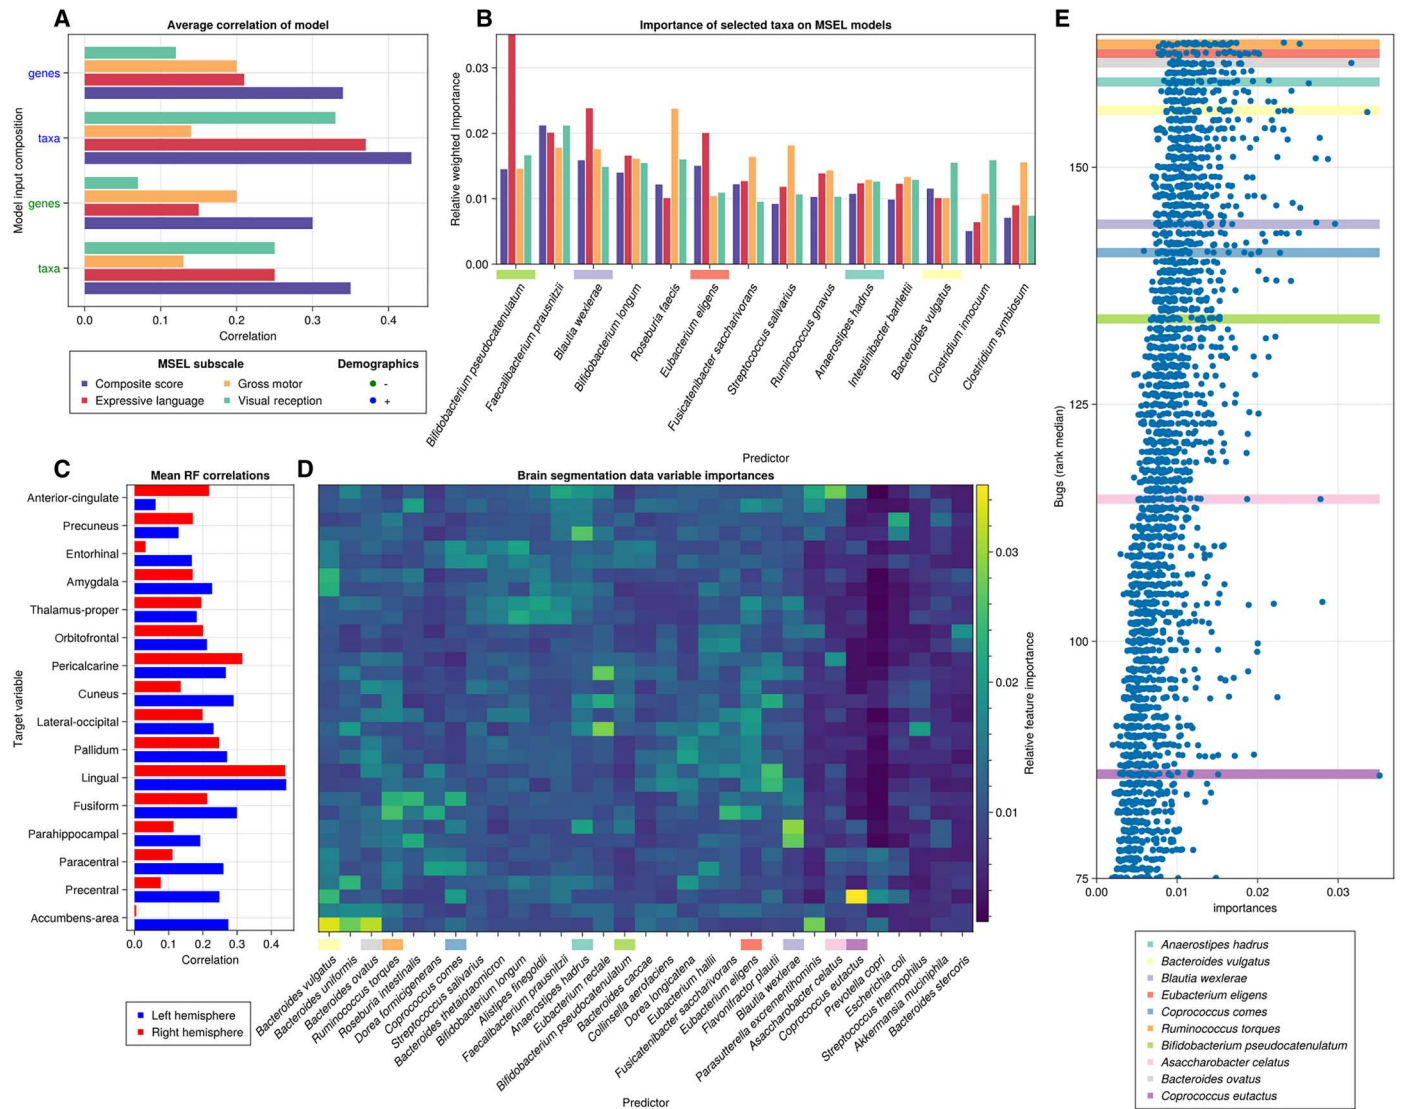 A
Average correlation of model
Model input composition
genes
taxa
genes
taxa
0.0
0.1
0.2
0.3
0.4
Correlation
MSEL subscale
Demographics
Composite score
Gross motor
-
Expressive language
Visual reception
+
B
Importance of selected taxa on MSEL models
Relative weighted Importance
0.03
0.02
0.01
0.00
Bifidobacterium pseudocatenulatum
Faecalibacterium prausnitzii
Blautia wexlerae
Bifidobacterium longum
Roseburia faecis
Eubacterium eligens
Fusicatenibacter saccharivorans
Streptococcus salivarius
Ruminococcus gnavus
Anaerostipes hadrus
Intestinibacter bartlettii
Bacteroides vulgatus
Clostridium innocuum
Clostridium symbiosum
Predictor
C
Mean RF correlations
Target variable
Anterior-cingulate
Precuneus
Entorhinal
Amygdala
Thalamus-proper
Orbitofrontal
Pericalcarine
Cuneus
Lateral-occipital
Pallidum
Lingual
Fusiform
Parahippocampal
Paracentral
Precentral
Accumbens-area
0.0
0.1
0.2
0.3
0.4
Correlation
Left hemisphere
Right hemisphere
D
Brain segmentation data variable importances
Bacteroides vulgatus
Bacteroides uniformis
Bacteroides ovatus
Ruminococcus torques
Roseburia intestinalis
Dorea formicigenerans
Coprococcus comes
Streptococcus salivarius
Bacteroides thetaiotaomicron
Bifidobacterium longum
Alistipes finegoldii
Faecalibacterium prausnitzii
Anaerostipes hadrus
Eubacterium rectale
Bifidobacterium pseudocatenulatum
Bacteroides caccae
Collinsella aerofaciens
Dorea longicatena
Eubacterium hallii
Fusicatenibacter saccharivorans
Eubacterium eligens
Flavonifractor plautii
Blautia wexlerae
Parasutterella excrementihominis
Asaccharobacter celatus
Coprococcus eutactus
Prevotella copri
Escherichia coli
Streptococcus thermophilus
Akkermansia muciniphila
Bacteroides stercoris
Predictor
0.03
0.02
0.01
Relative feature importance
E
Bugs (rank median)
150
125
100
75
0.00
0.01
0.02
0.03
importances
Anaerostipes hadrus
Bacteroides vulgatus
Blautia wexlerae
Eubacterium eligens
Coprococcus comes
Ruminococcus torques
Bifidobacterium pseudocatenulatum
Asaccharobacter celatus
Bacteroides ovatus
Coprococcus eutactus